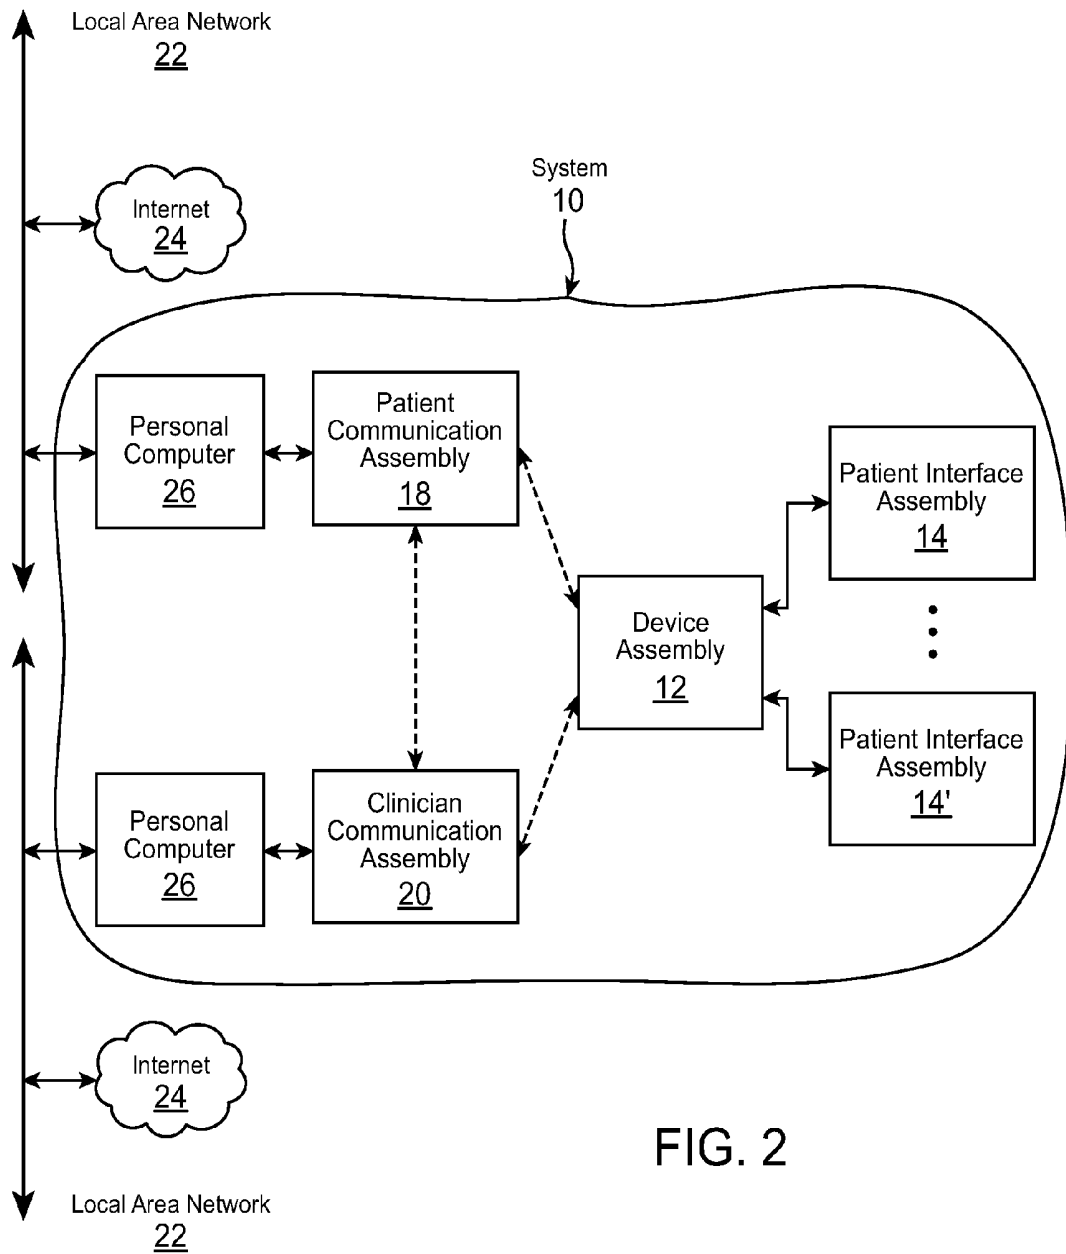 Local Area Network
22
Internet
24
System
10
Personal
Computer
26
Patient
Communication
Assembly
18
Patient Interface
Assembly
14
Device
Assembly
12
Patient Interface
Assembly
14'
Personal
Computer
26
Clinician
Communication
Assembly
20
Internet
24
FIG. 2
Local Area Network
22